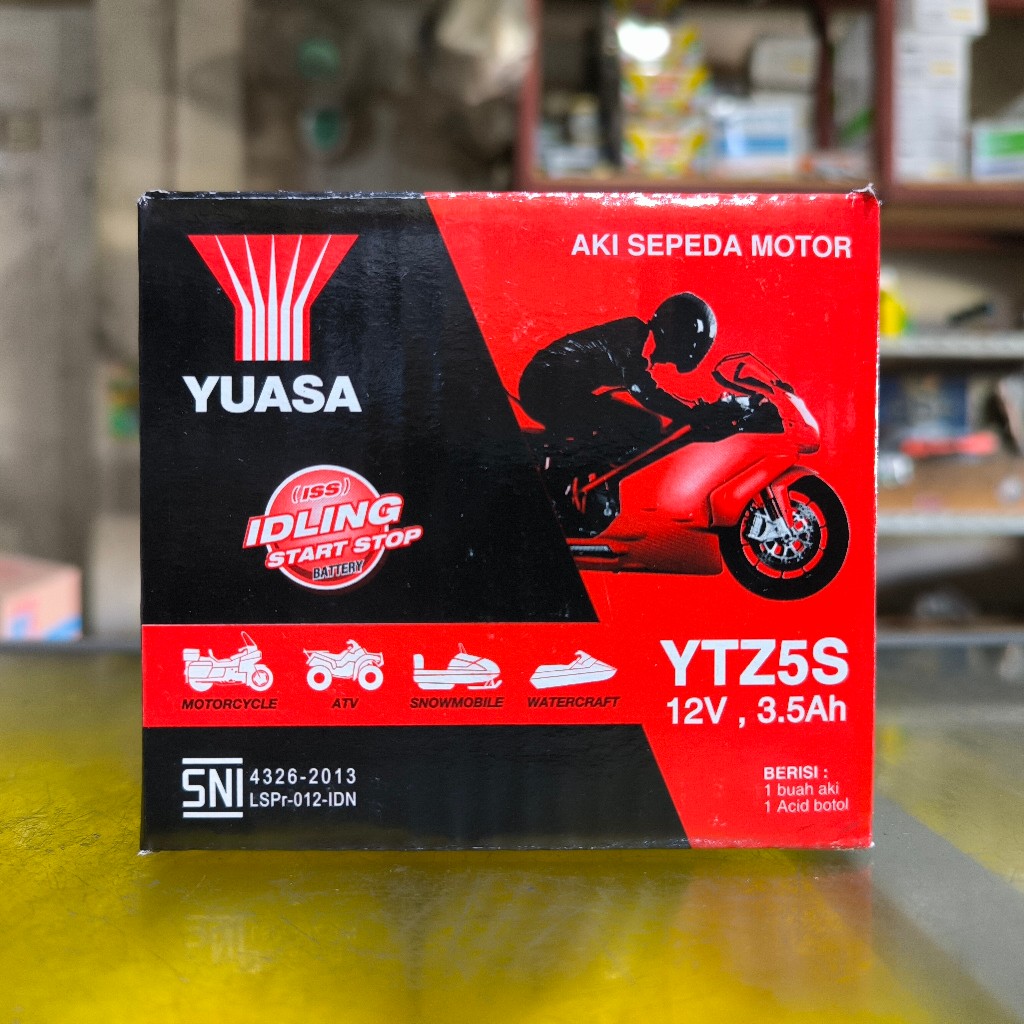 AKI SEPEDA MOTOR
YUASA
(ISS)
IDLING
START STOP
BATTERY
MOTORCYCLE ATV SNOWMOBILE WATERCRAFT
YTZ5S
12V , 3.5Ah
SNI 4326-2013
LSPr-012-IDN
BERISI :
1 buah aki
1 Acid botol